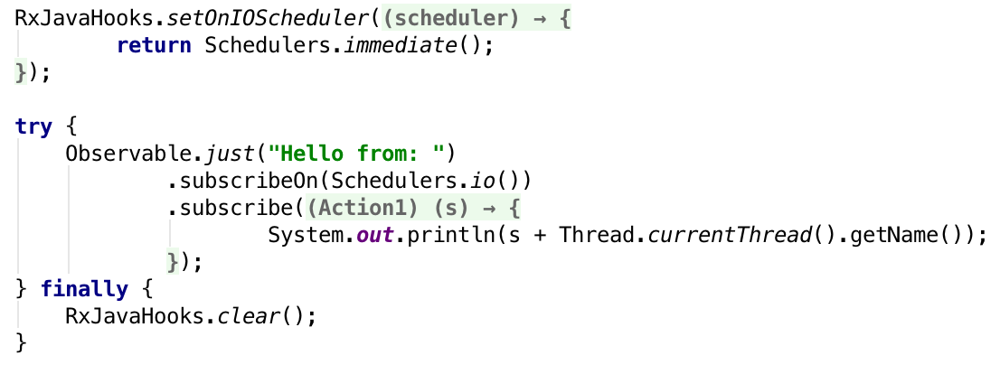 RxJavaHooks.setOnIOScheduler((scheduler) → {
        return Schedulers.immediate();
});

try {
    Observable.just("Hello from: ")
            .subscribeOn(Schedulers.io())
            .subscribe((Action1) (s) → {
                    System.out.println(s + Thread.currentThread().getName());
            });
} finally {
    RxJavaHooks.clear();
}